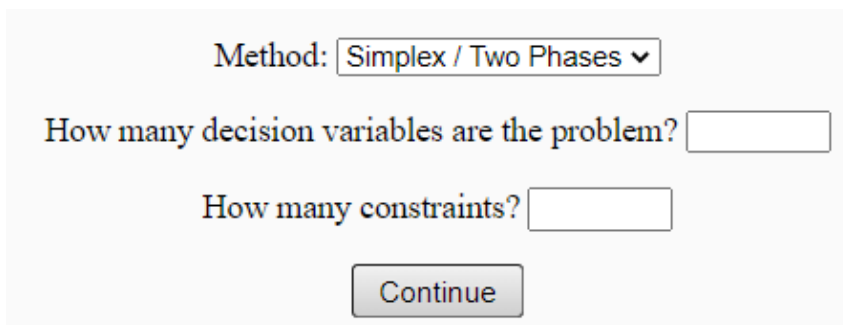 Method: Simplex / Two Phases
How many decision variables are the problem?
How many constraints?
Continue